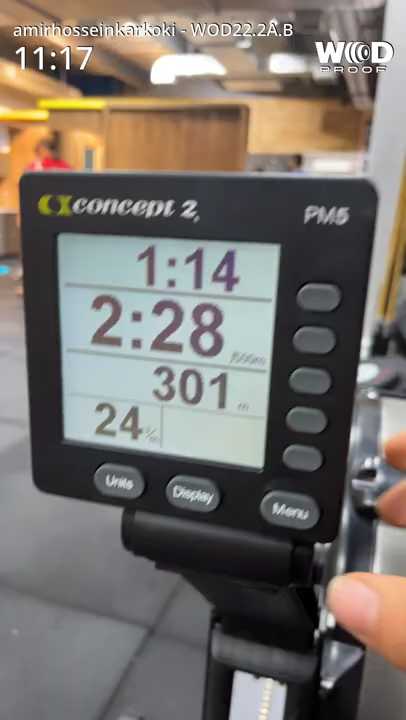 amirhosseinkarkoki - WOD22.2A.B
11:17
WOD
PROOF
concept 2
PM5
1:14
2:28 /500m
301 m
24 s/m
Units
Display
Menu